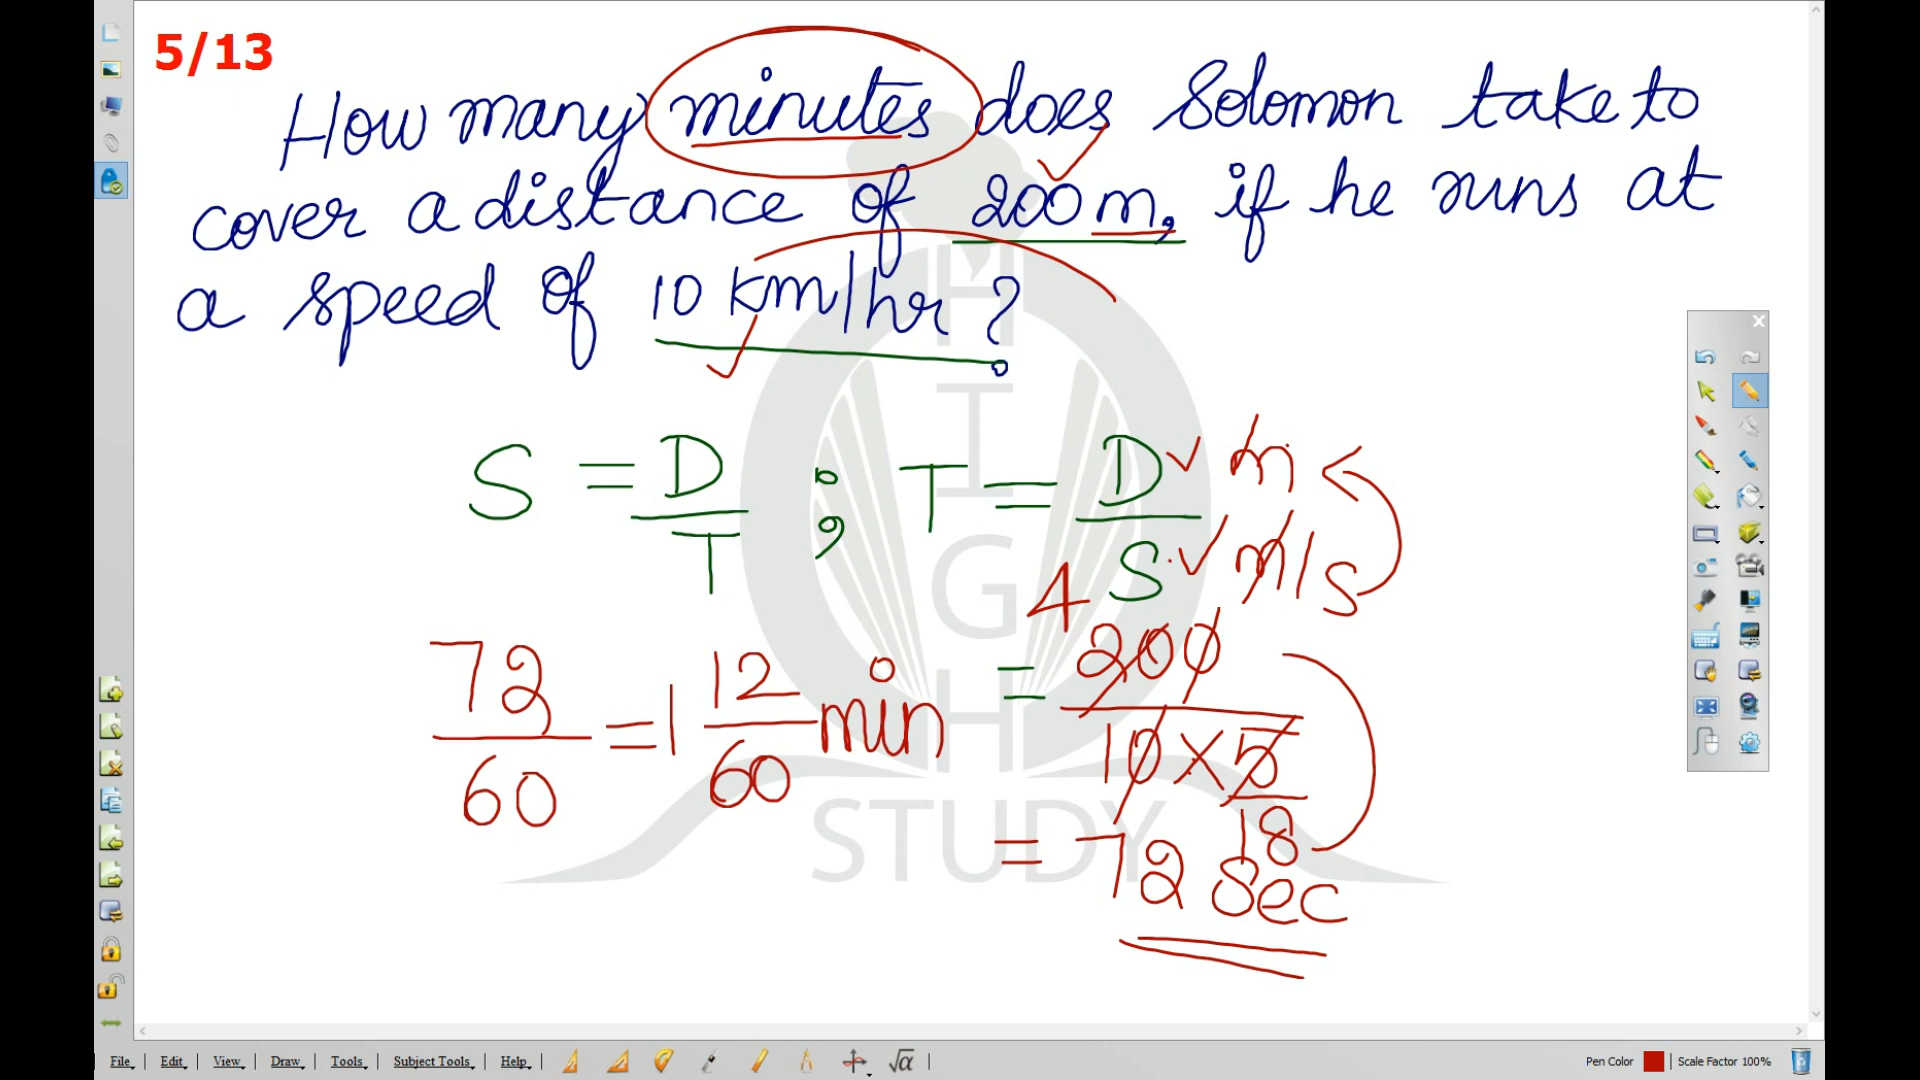 5/13
How many minutes does Solomon take to
cover a distance of 200 m, if he runs at
a speed of 10 km/hr ?
S = D/T ; T = D/S m m/s
4
= 200/10 × 5/18
72/60 = 1 12/60 min
= 72 Sec
HIGH
STUDY
File Edit View Draw Tools Subject Tools Help √α Pen Color Scale Factor 100%